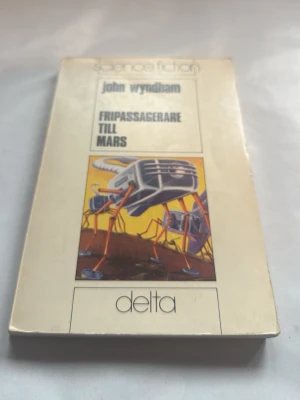 science fiction
john wyndham
FRIPASSAGERARE
TILL
MARS
delta